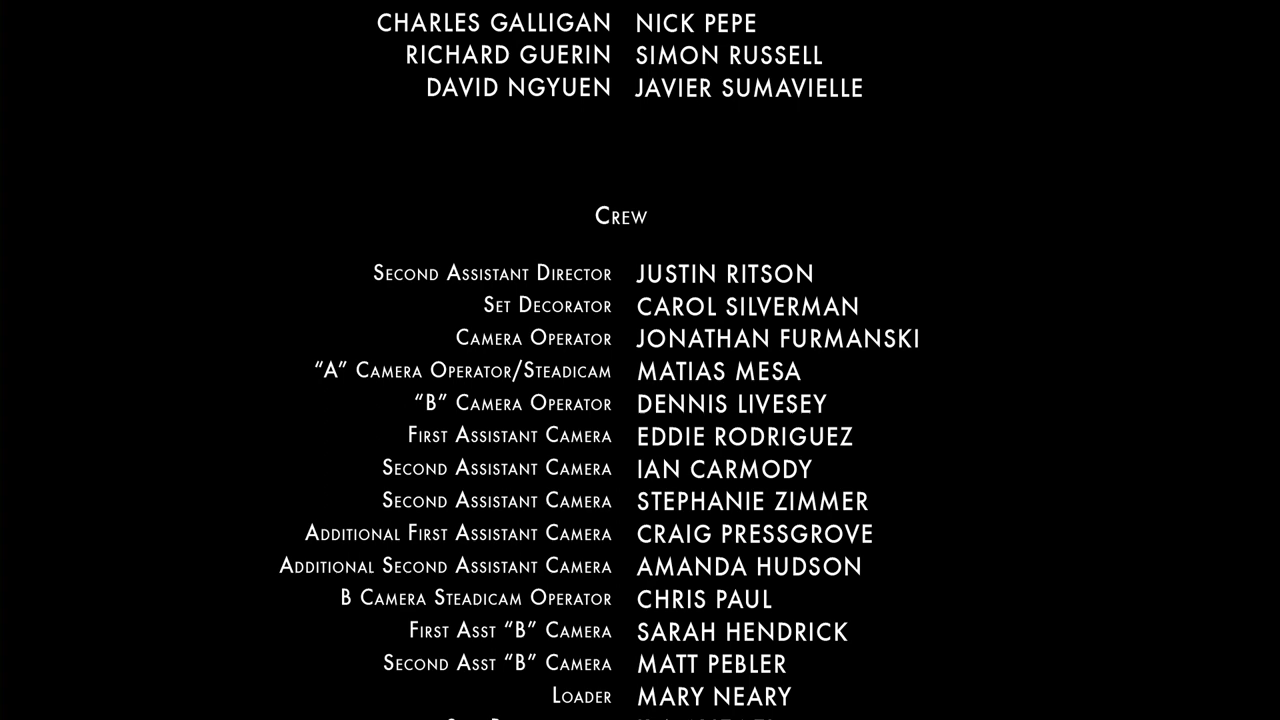 CHARLES GALLIGAN NICK PEPE
RICHARD GUERIN SIMON RUSSELL
DAVID NGYUEN JAVIER SUMAVIELLE
CREW
SECOND ASSISTANT DIRECTOR JUSTIN RITSON
SET DECORATOR CAROL SILVERMAN
CAMERA OPERATOR JONATHAN FURMANSKI
“A” CAMERA OPERATOR/STEADICAM MATIAS MESA
“B” CAMERA OPERATOR DENNIS LIVESEY
FIRST ASSISTANT CAMERA EDDIE RODRIGUEZ
SECOND ASSISTANT CAMERA IAN CARMODY
SECOND ASSISTANT CAMERA STEPHANIE ZIMMER
ADDITIONAL FIRST ASSISTANT CAMERA CRAIG PRESSGROVE
ADDITIONAL SECOND ASSISTANT CAMERA AMANDA HUDSON
B CAMERA STEADICAM OPERATOR CHRIS PAUL
FIRST ASST “B” CAMERA SARAH HENDRICK
SECOND ASST “B” CAMERA MATT PEBLER
LOADER MARY NEARY